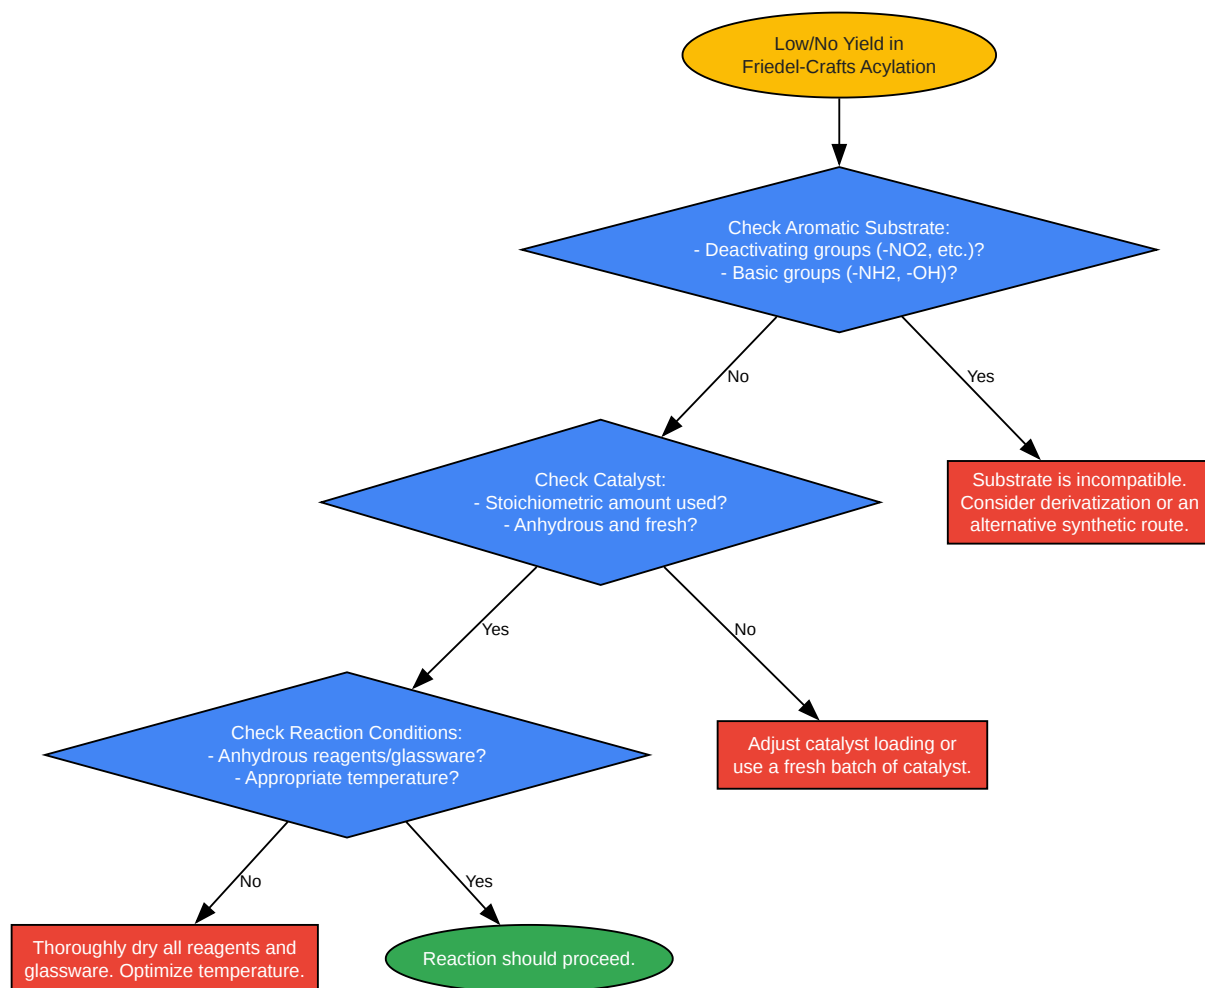 Low/No Yield in
Friedel-Crafts Acylation
Check Aromatic Substrate:
- Deactivating groups (-NO2, etc.)?
- Basic groups (-NH2, -OH)?
No
Yes
Check Catalyst:
- Stoichiometric amount used?
- Anhydrous and fresh?
Substrate is incompatible.
Consider derivatization or an
alternative synthetic route.
Yes
No
Check Reaction Conditions:
- Anhydrous reagents/glassware?
- Appropriate temperature?
Adjust catalyst loading or
use a fresh batch of catalyst.
No
Yes
Thoroughly dry all reagents and
glassware. Optimize temperature.
Reaction should proceed.